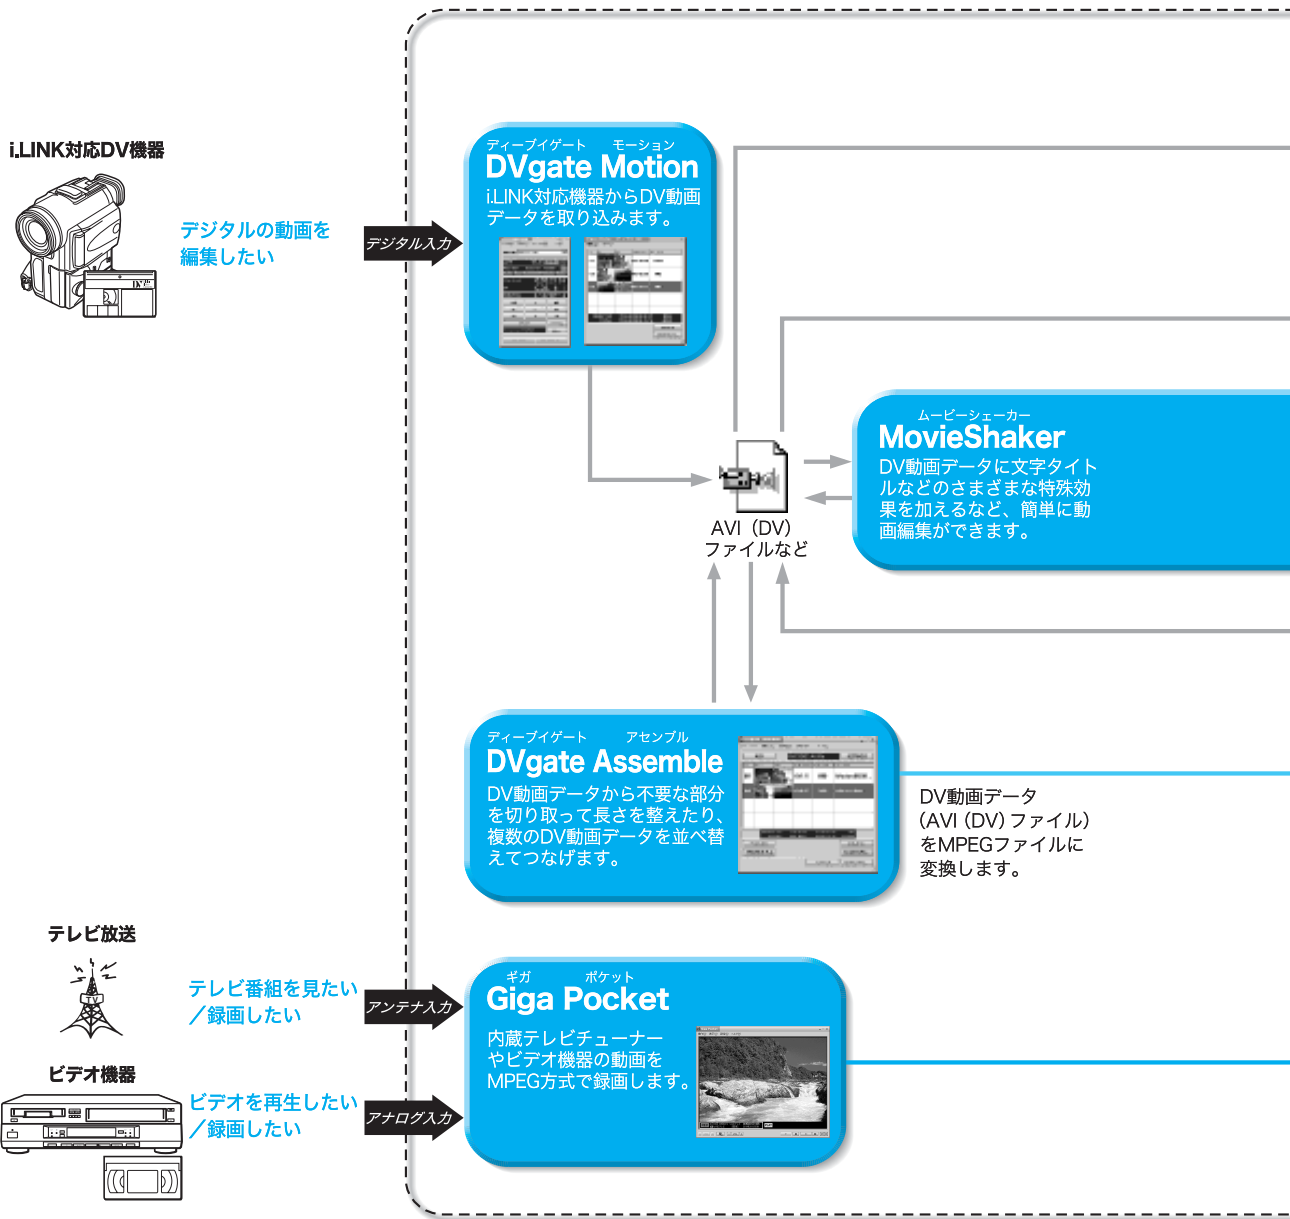 i.LINK対応DV機器
デジタルの動画を
編集したい
デジタル入力
ディーブイゲート モーション
DVgate Motion
i.LINK対応機器からDV動画
データを取り込みます。
ムービーシェーカー
MovieShaker
DV動画データに文字タイト
ルなどのさまざまな特殊効
果を加えるなど、簡単に動
画編集ができます。
AVI（DV）
ファイルなど
ディーブイゲート アセンブル
DVgate Assemble
DV動画データから不要な部分
を切り取って長さを整えたり、
複数のDV動画データを並べ替
えてつなげます。
DV動画データ
（AVI（DV）ファイル）
をMPEGファイルに
変換します。
テレビ放送
TV
テレビ番組を見たい
／録画したい
アンテナ入力
ギガ ポケット
Giga Pocket
内蔵テレビチューナー
やビデオ機器の動画を
MPEG方式で録画します。
ビデオ機器
ビデオを再生したい
／録画したい
アナログ入力